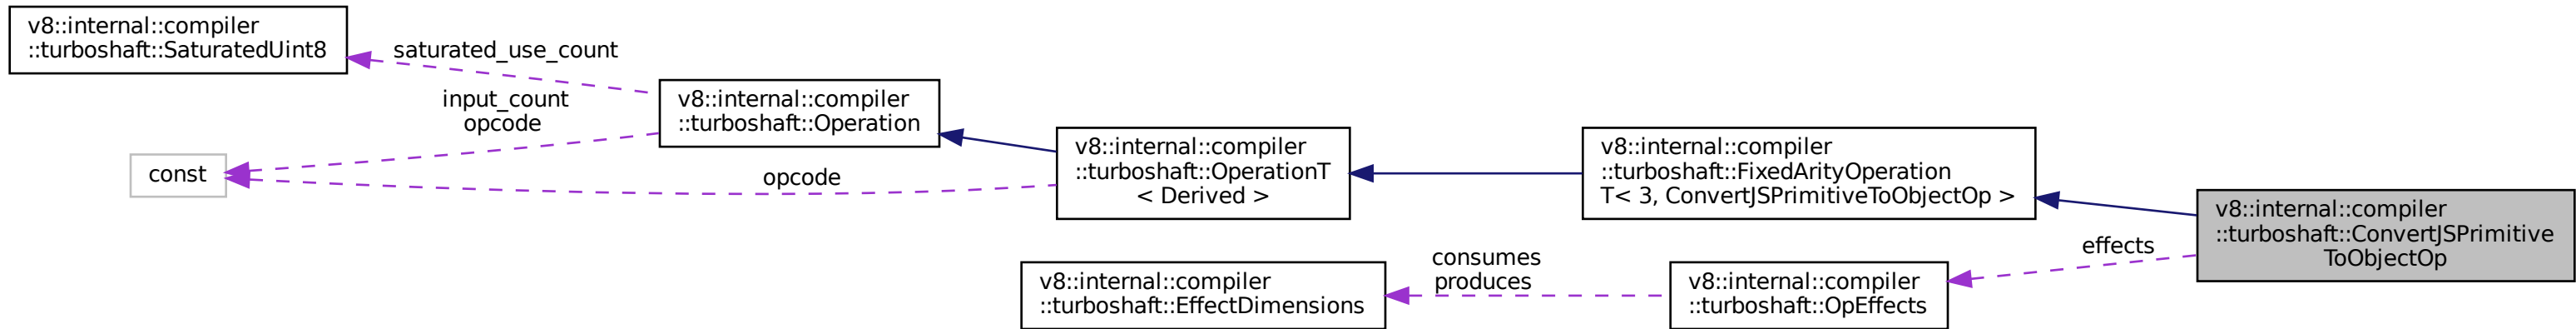 v8::internal::compiler
::turboshaft::SaturatedUint8
saturated_use_count
input_count
opcode
v8::internal::compiler
::turboshaft::Operation
const
opcode
v8::internal::compiler
::turboshaft::OperationT
< Derived >
v8::internal::compiler
::turboshaft::FixedArityOperation
T< 3, ConvertJSPrimitiveToObjectOp >
v8::internal::compiler
::turboshaft::ConvertJSPrimitive
ToObjectOp
effects
v8::internal::compiler
::turboshaft::EffectDimensions
consumes
produces
v8::internal::compiler
::turboshaft::OpEffects